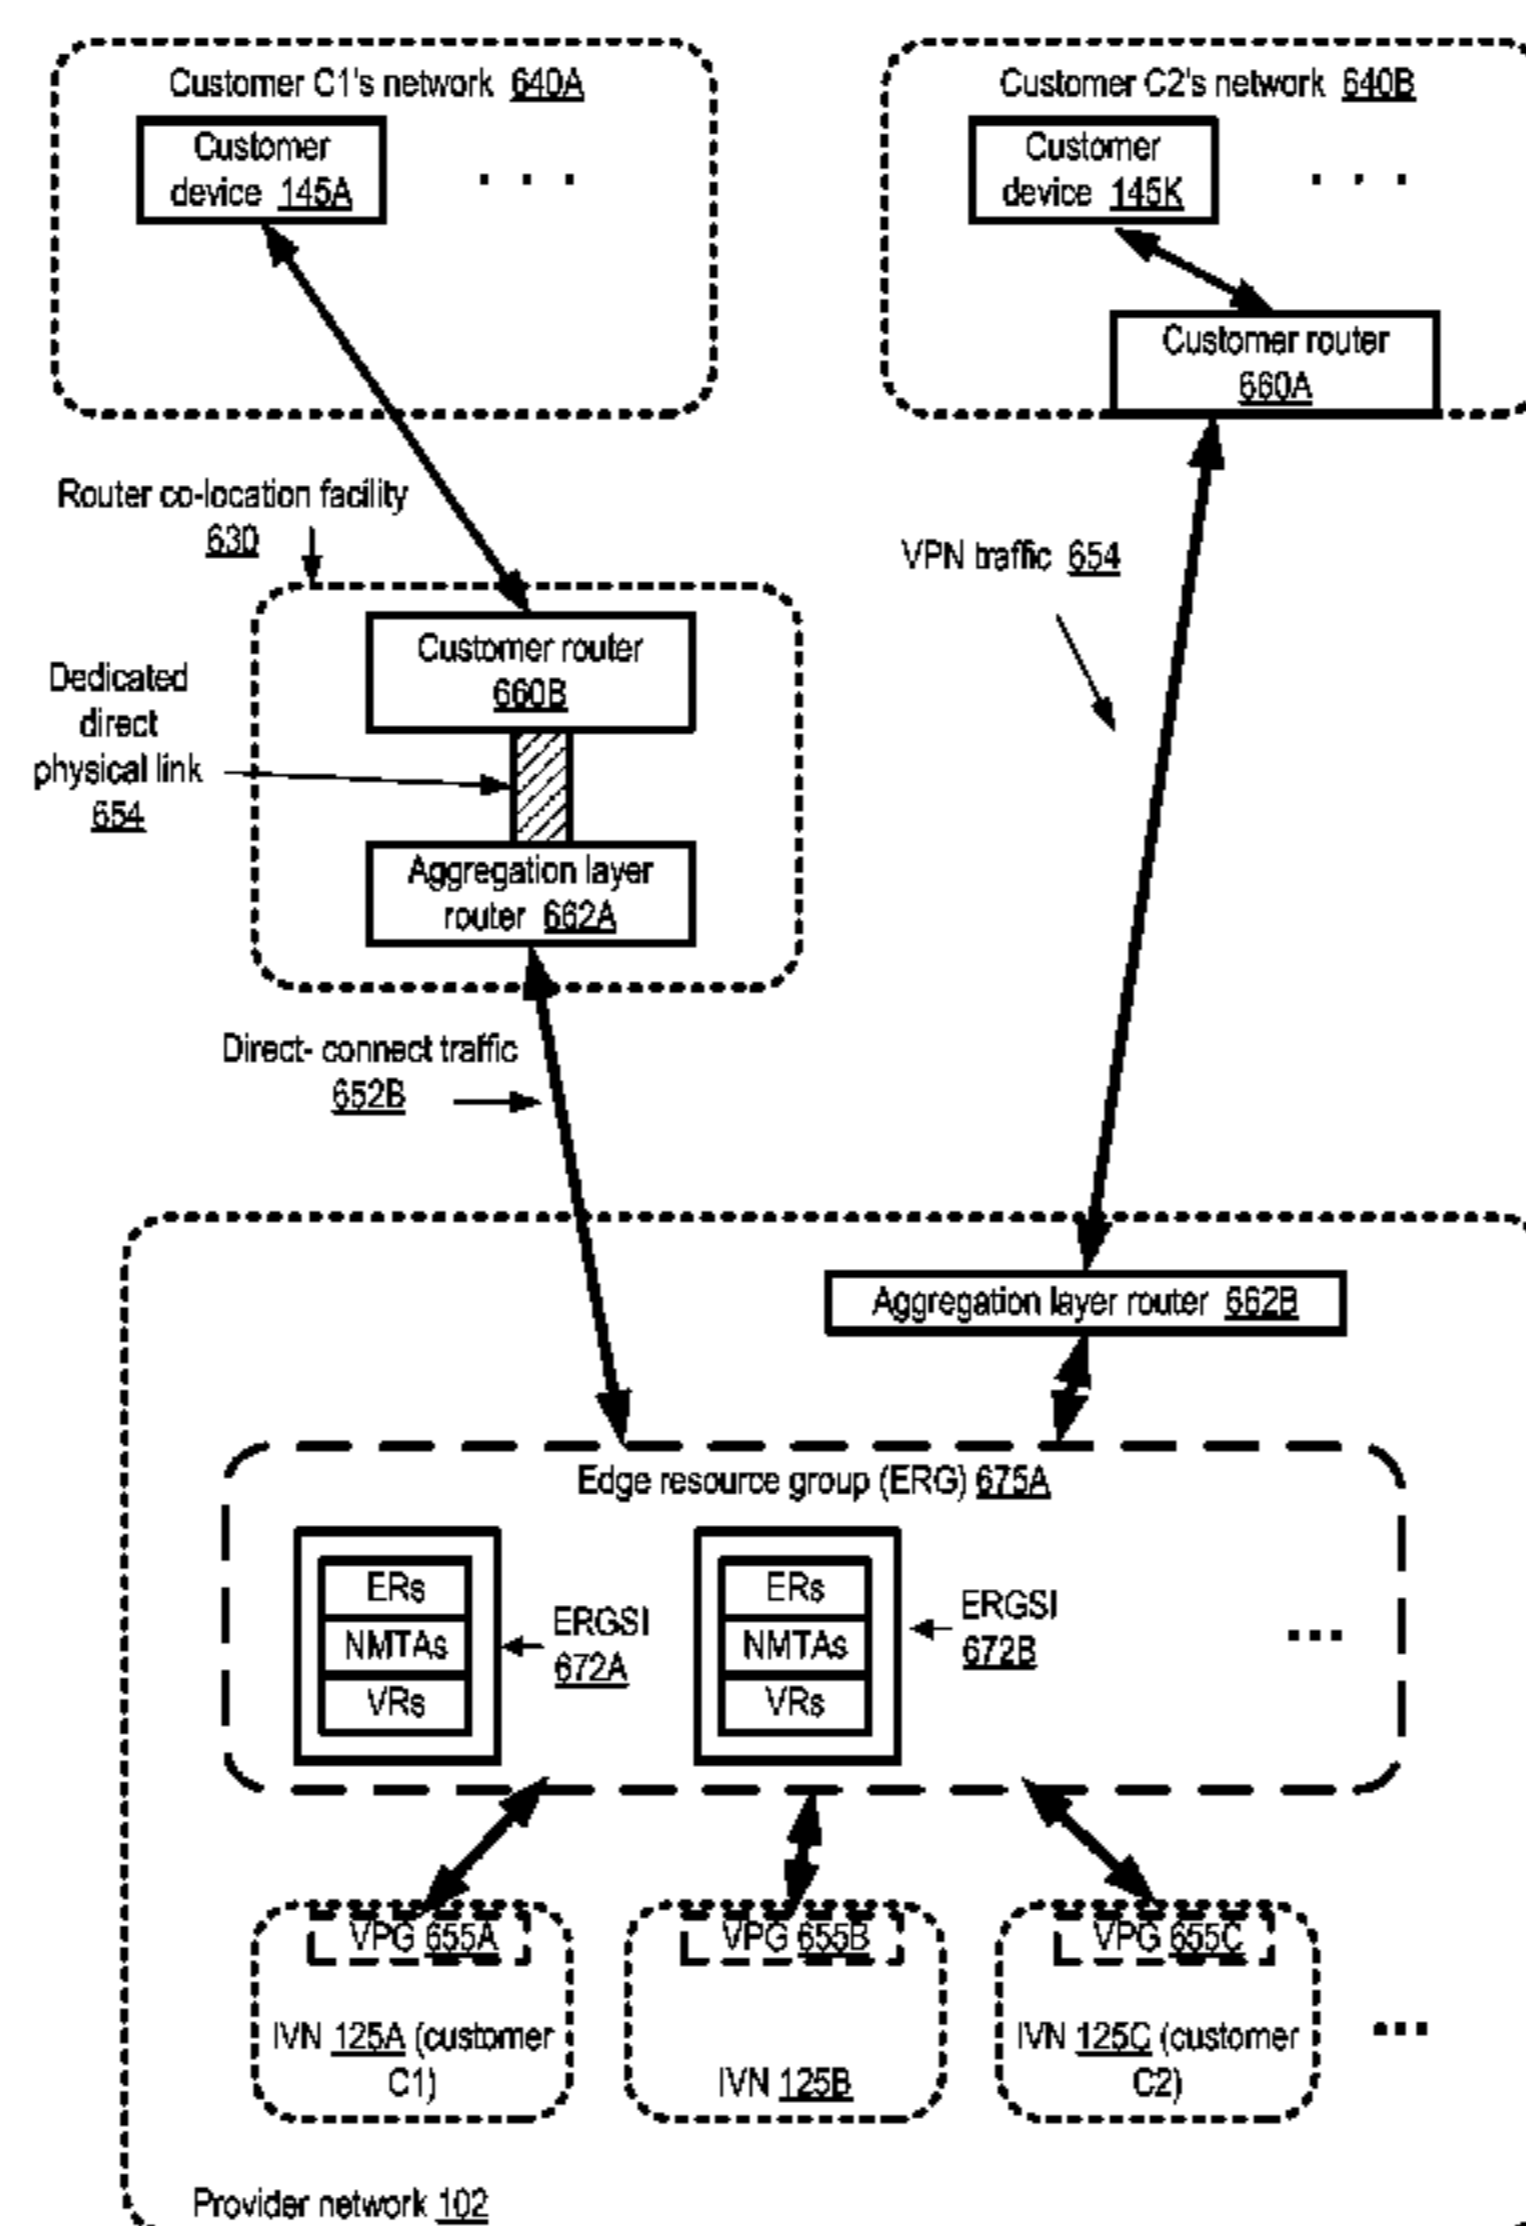 Customer C1's network 640A
Customer
device 145A
. . .
Customer C2's network 640B
Customer
device 145K
. . .
Customer router
660A
Router co-location facility
630
VPN traffic 654
Customer router
660B
Dedicated
direct
physical link
654
Aggregation layer
router 662A
Direct- connect traffic
652B
Aggregation layer router 662B
Edge resource group (ERG) 675A
ERs
NMTAs
VRs
ERGSI
672A
ERs
NMTAs
VRs
ERGSI
672B
...
VPG 655A
IVN 125A (customer
C1)
VPG 655B
IVN 125B
VPG 655C
IVN 125C (customer
C2)
...
Provider network 102